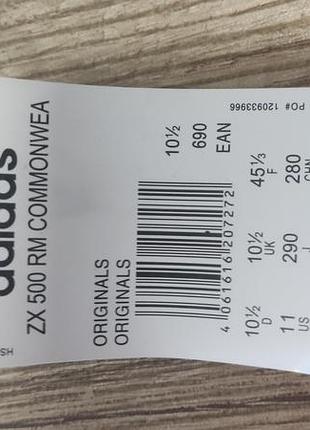 adidas
ZX 500 RM COMMONWEA
ORIGINALS
ORIGINALS
10½
690
EAN
4 061616 207272
10½ 10½ 45⅓
D UK F
11 290 280
US J CHN
PO# 120933966